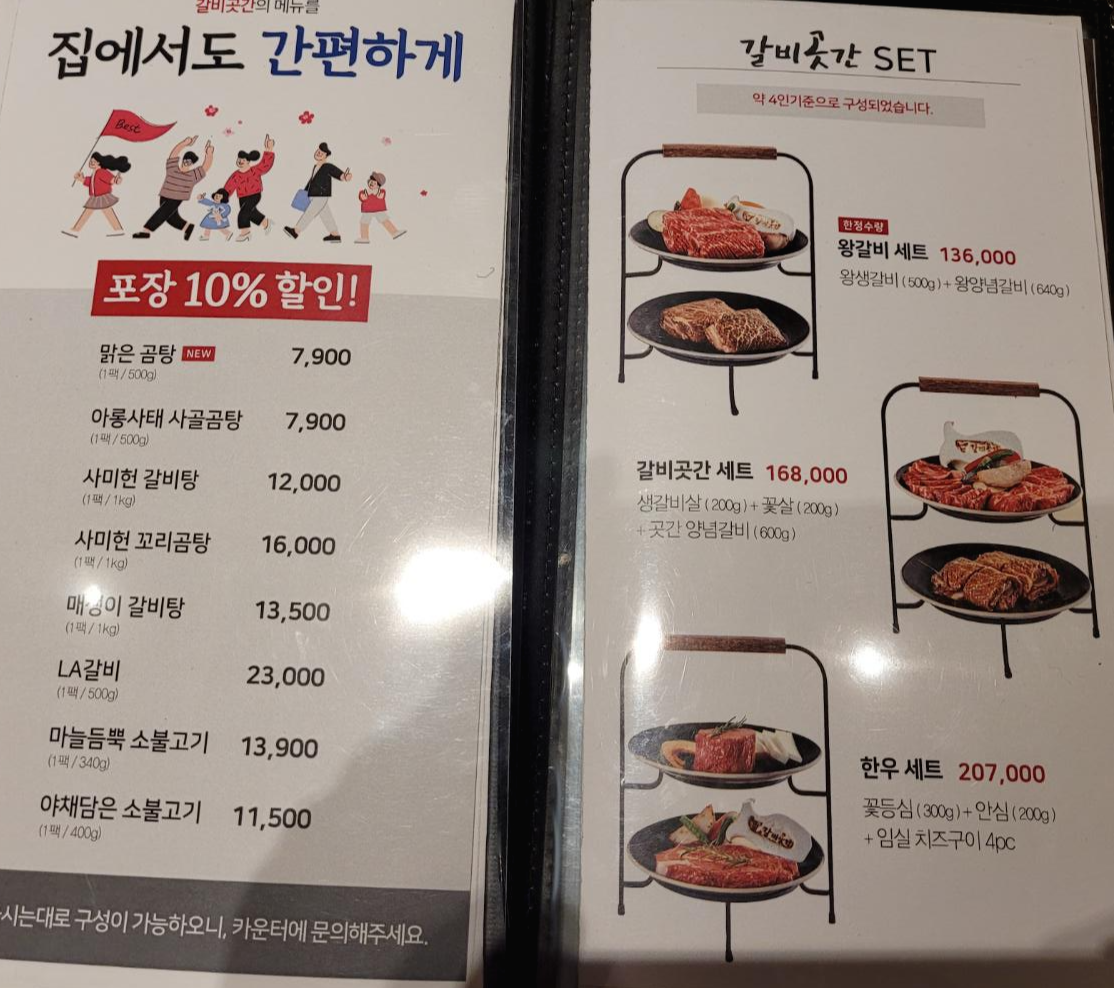 갈비곳간의 메뉴를
집에서도 간편하게
Best
포장 10% 할인!
맑은 곰탕 NEW 7,900
(1팩 / 500g)
아롱사태 사골곰탕 7,900
(1팩 / 500g)
사미헌 갈비탕 12,000
(1팩 / 1kg)
사미헌 꼬리곰탕 16,000
(1팩 / 1kg)
갈비탕 13,500
(1팩 / 1kg)
LA갈비 23,000
(1팩 / 500g)
마늘듬뿍 소불고기 13,900
(1팩 / 340g)
야채담은 소불고기 11,500
(1팩 / 400g)
구성이 가능하오니, 카운터에 문의해주세요.
갈비곳간 SET
약 4인기준으로 구성되었습니다.
한정수량
왕갈비 세트 136,000
왕생갈비 (500g) + 왕양념갈비 (640g)
갈비곳간 세트 168,000
생갈비살 (200g) + 꽃살 (200g)
+ 곳간 양념갈비 (600g)
한우 세트 207,000
꽃등심 (300g) + 안심 (200g)
+ 임실 치즈구이 4pc